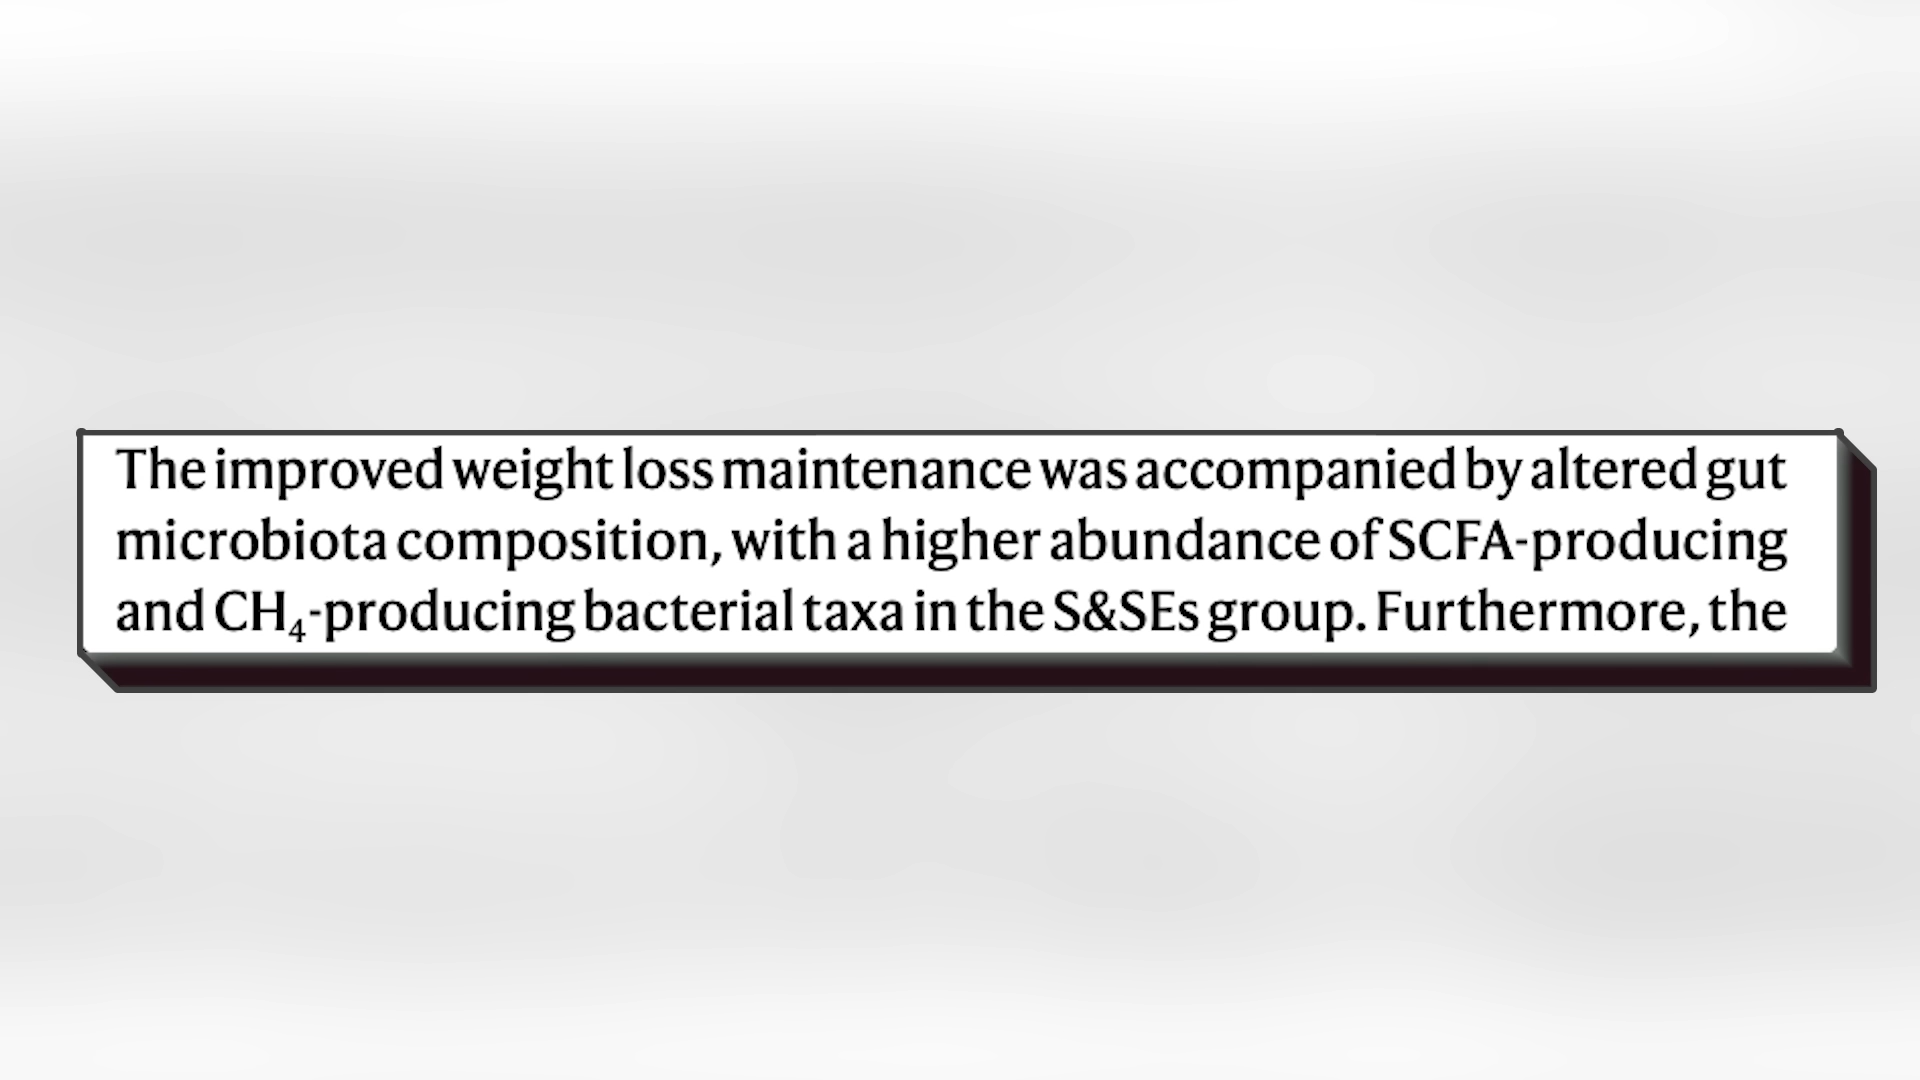 The improved weight loss maintenance was accompanied by altered gut
microbiota composition, with a higher abundance of SCFA-producing
and CH₄-producing bacterial taxa in the S&SEs group. Furthermore, the